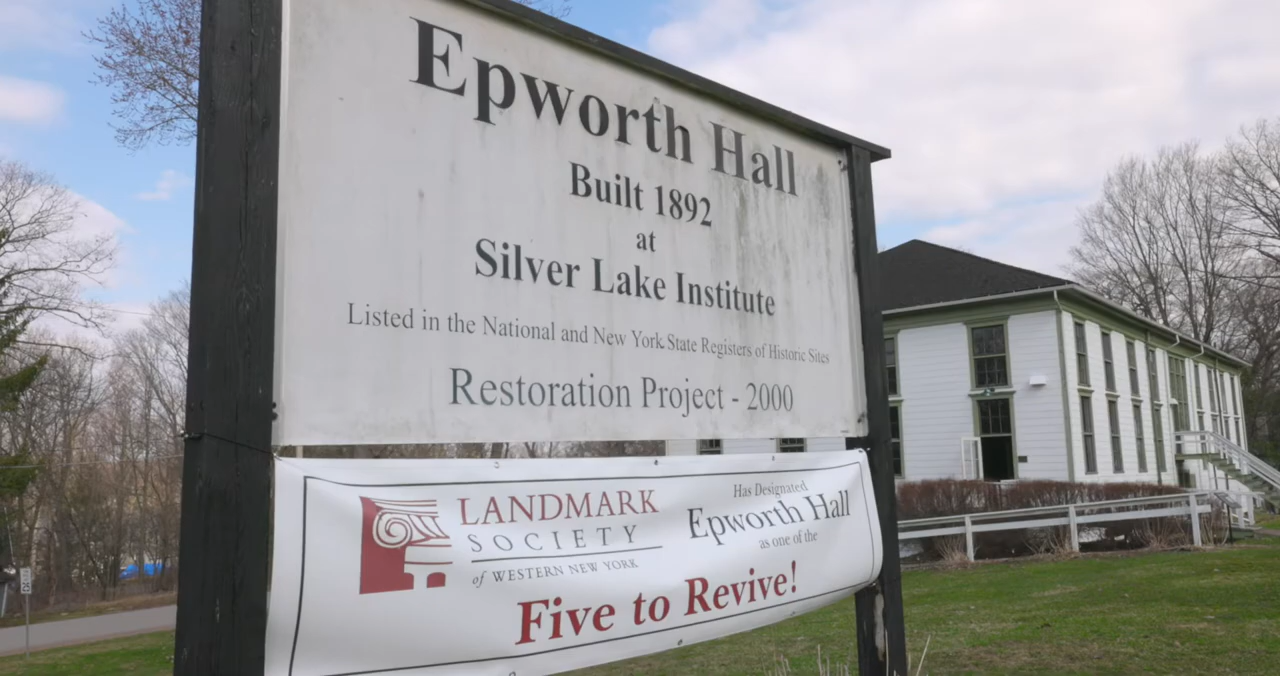 Epworth Hall
Built 1892
at
Silver Lake Institute
Listed in the National and New York State Registers of Historic Sites
Restoration Project - 2000
LANDMARK
SOCIETY
of WESTERN NEW YORK
Has Designated
Epworth Hall
as one of the
Five to Revive!